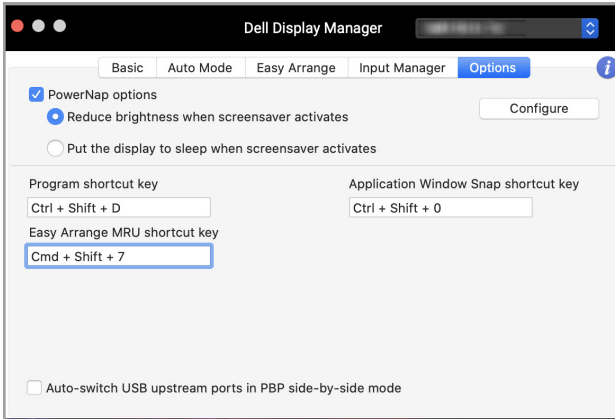 Dell Display Manager
Basic Auto Mode Easy Arrange Input Manager Options i
PowerNap options
Configure
Reduce brightness when screensaver activates
Put the display to sleep when screensaver activates
Program shortcut key Application Window Snap shortcut key
Ctrl + Shift + D Ctrl + Shift + 0
Easy Arrange MRU shortcut key
Cmd + Shift + 7
Auto-switch USB upstream ports in PBP side-by-side mode